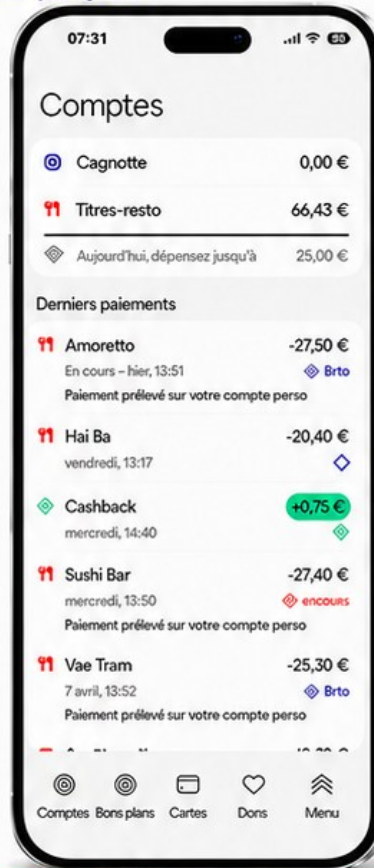 07:31
50
Comptes
Cagnotte 0,00 €
Titres-resto 66,43 €
Aujourd'hui, dépensez jusqu'à 25,00 €
Derniers paiements
Amoretto -27,50 €
En cours – hier, 13:51 Brto
Paiement prélevé sur votre compte perso
Hai Ba -20,40 €
vendredi, 13:17
Cashback +0,75 €
mercredi, 14:40
Sushi Bar -27,40 €
mercredi, 13:50 encours
Paiement prélevé sur votre compte perso
Vae Tram -25,30 €
7 avril, 13:52 Brto
Paiement prélevé sur votre compte perso
Comptes Bons plans Cartes Dons Menu